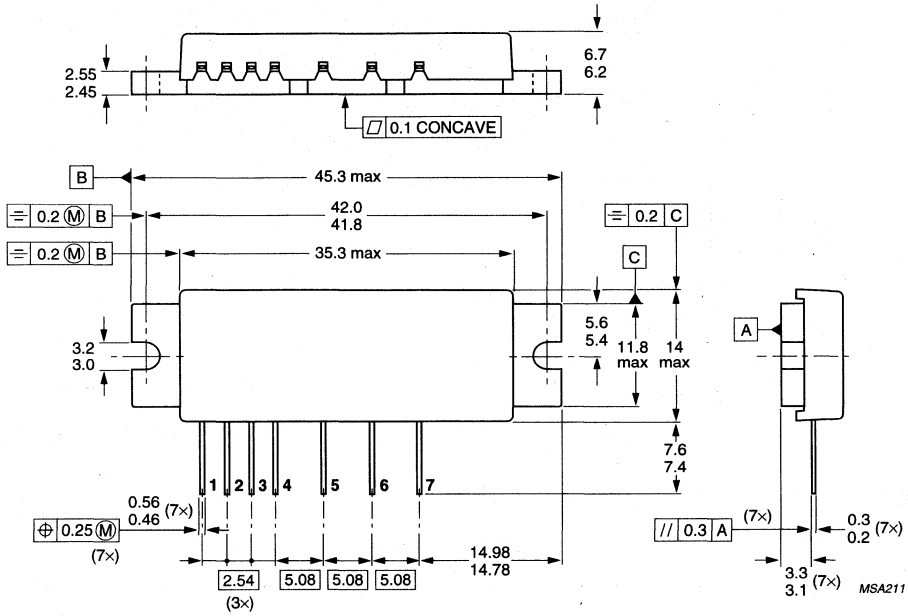 6.7
6.2
2.55
2.45
0.1 CONCAVE
B
45.3 max
0.2 Ⓜ B
42.0
41.8
0.2 C
0.2 Ⓜ B
35.3 max
C
A
5.6
5.4
3.2
3.0
11.8
max
14
max
7.6
7.4
1 2 3 4 5 6 7
0.56
0.46 (7×)
0.25 Ⓜ
(7×)
2.54
(3×)
5.08 5.08 5.08
14.98
14.78
(7×)
// 0.3 A
0.3
0.2 (7×)
3.3
3.1 (7×)
MSA211